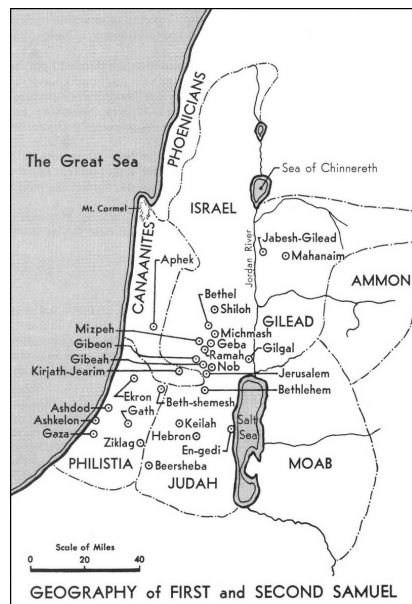 PHOENICIANS
The Great Sea
Sea of Chinnereth
ISRAEL
Mt. Carmel
CANAANITES
Jordan River
Jabesh-Gilead
Mahanaim
Aphek
AMMON
Bethel
Shiloh
GILEAD
Mizpeh
Michmash
Gibeon
Geba
Ramah
Gilgal
Gibeah
Nob
Kirjath-Jearim
Jerusalem
Bethlehem
Ekron
Beth-shemesh
Ashdod
Gath
Ashkelon
Keilah
Salt
Sea
Gaza
Hebron
Ziklag
En-gedi
PHILISTIA
Beersheba
MOAB
JUDAH
Scale of Miles
0 20 40
GEOGRAPHY of FIRST and SECOND SAMUEL